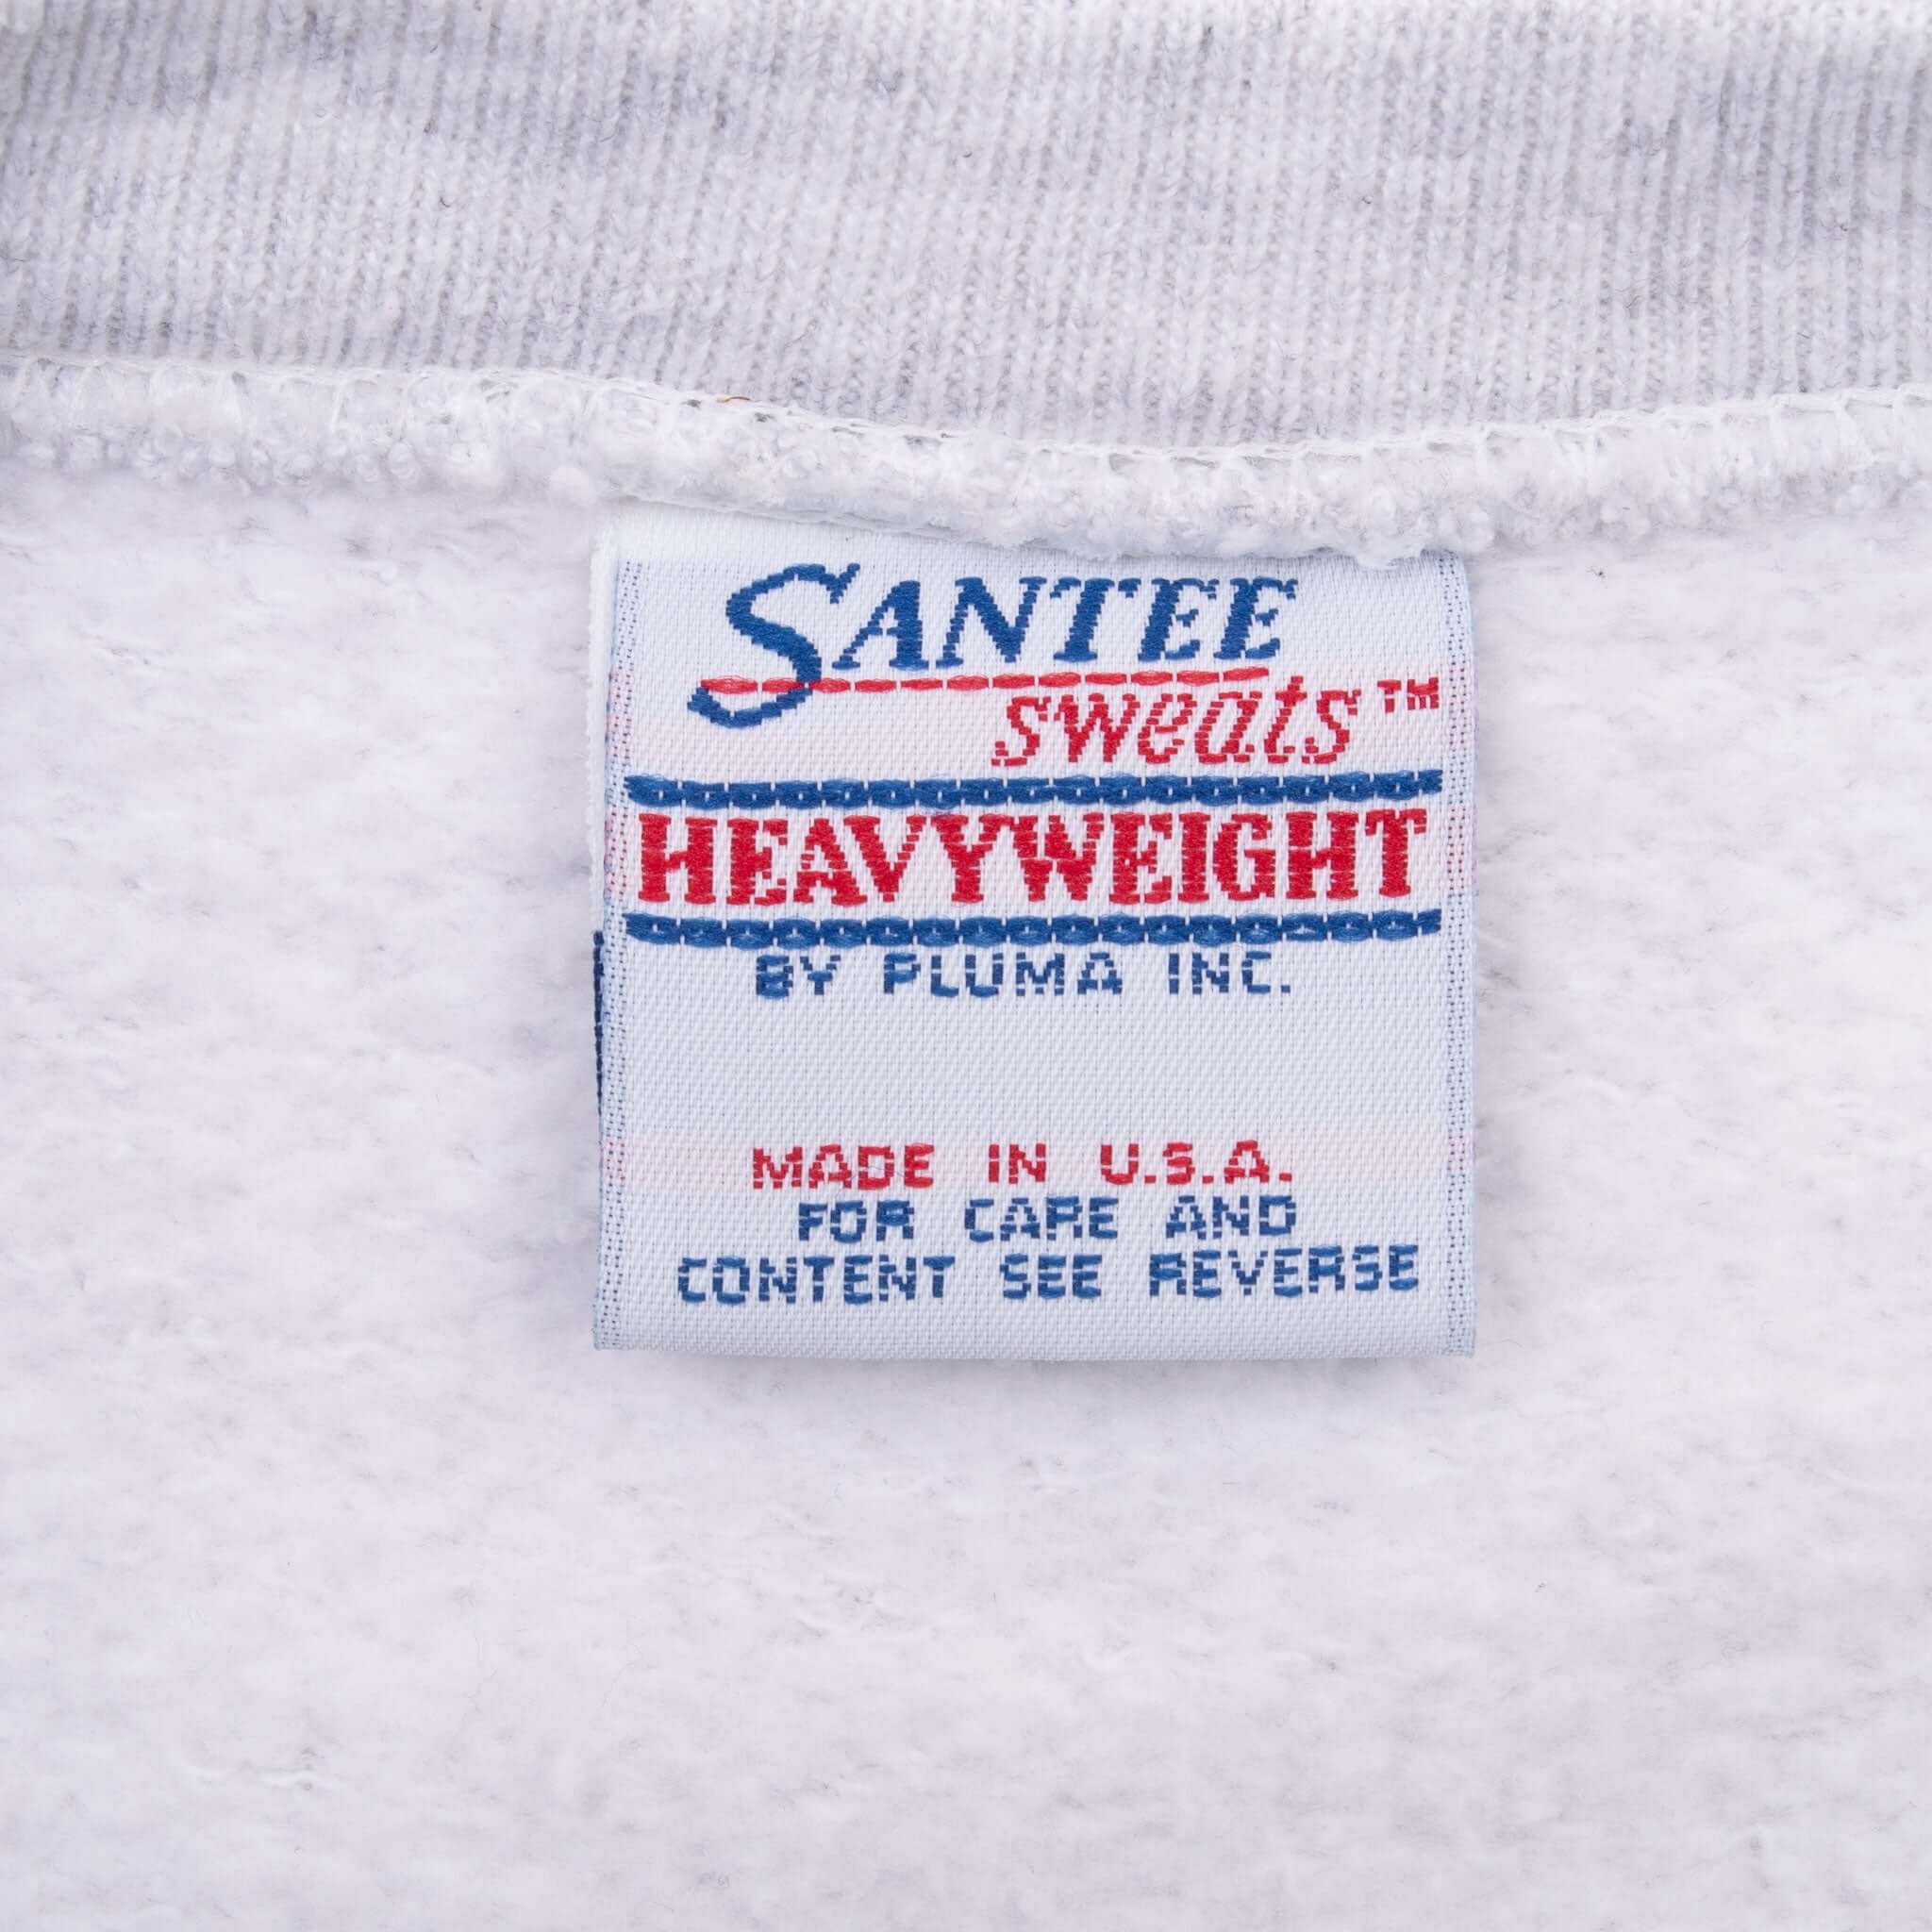 SANTEE
sweats™
HEAVYWEIGHT
BY PLUMA INC.
MADE IN U.S.A.
FOR CARE AND
CONTENT SEE REVERSE